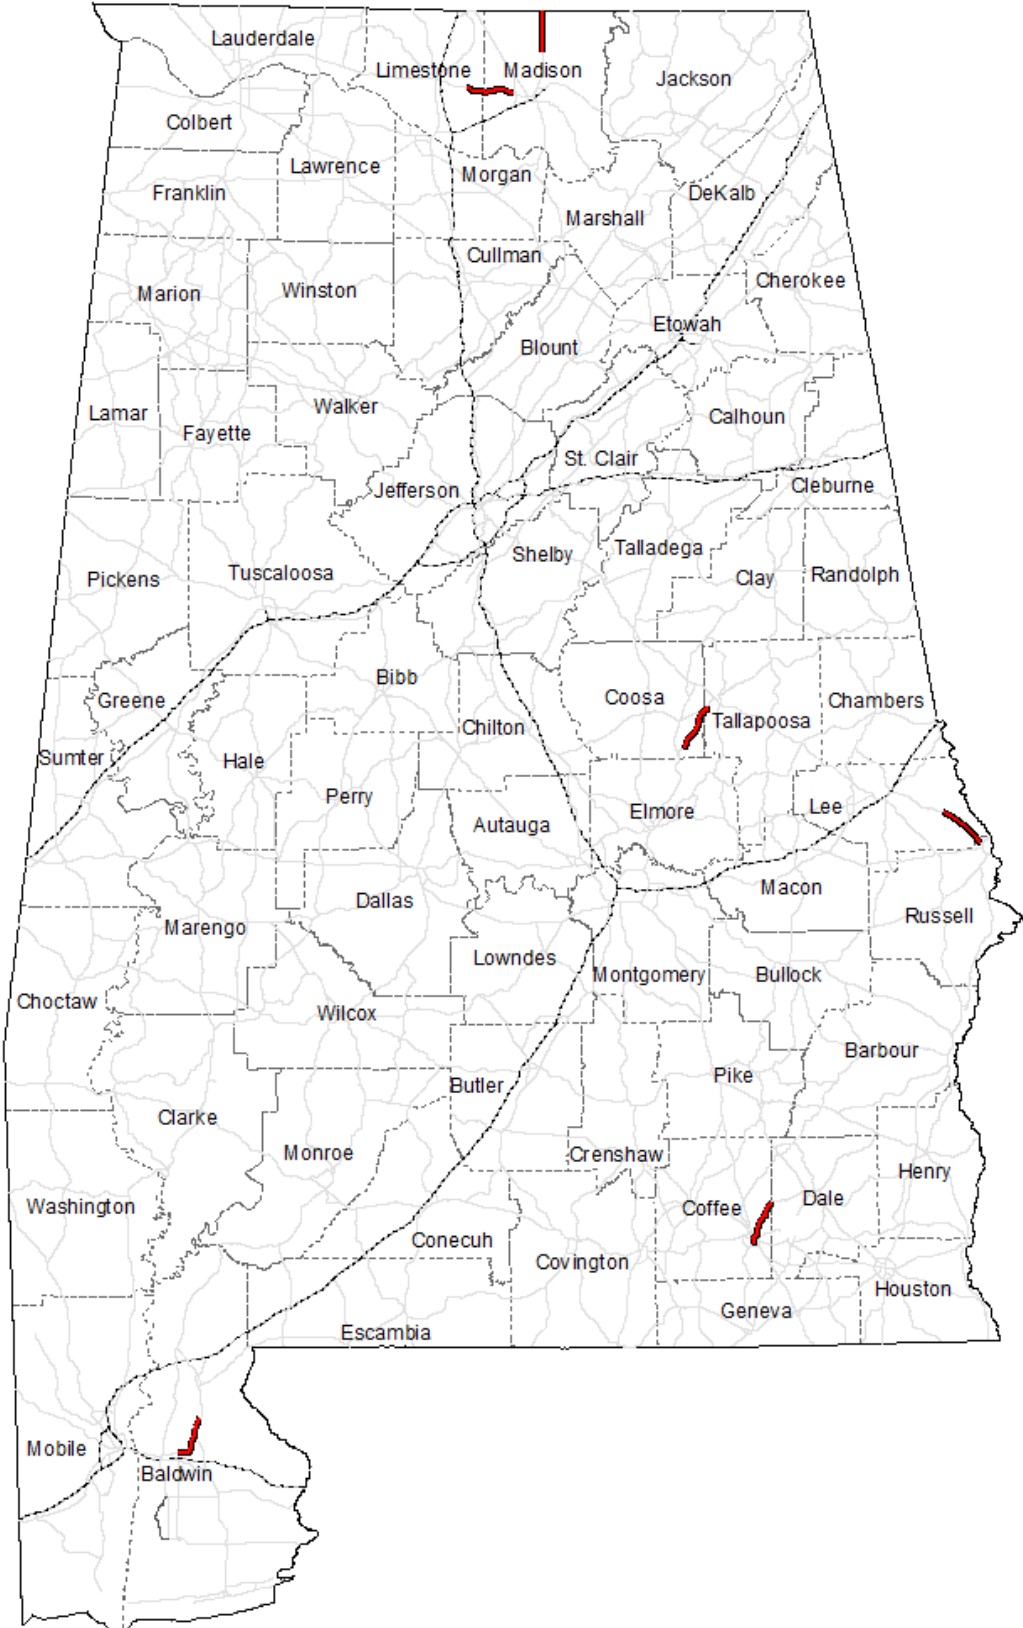 Lauderdale
Limestone
Madison
Jackson
Colbert
Lawrence
Morgan
Franklin
DeKalb
Marshall
Cullman
Cherokee
Marion
Winston
Etowah
Blount
Lamar
Walker
Calhoun
Fayette
St. Clair
Jefferson
Cleburne
Shelby
Talladega
Pickens
Tuscaloosa
Clay
Randolph
Bibb
Greene
Coosa
Chambers
Tallapoosa
Chilton
Sumter
Hale
Perry
Lee
Elmore
Autauga
Macon
Dallas
Russell
Marengo
Lowndes
Montgomery
Bullock
Choctaw
Wilcox
Barbour
Pike
Butler
Clarke
Monroe
Crenshaw
Henry
Washington
Coffee
Dale
Conecuh
Covington
Houston
Geneva
Escambia
Mobile
Baldwin